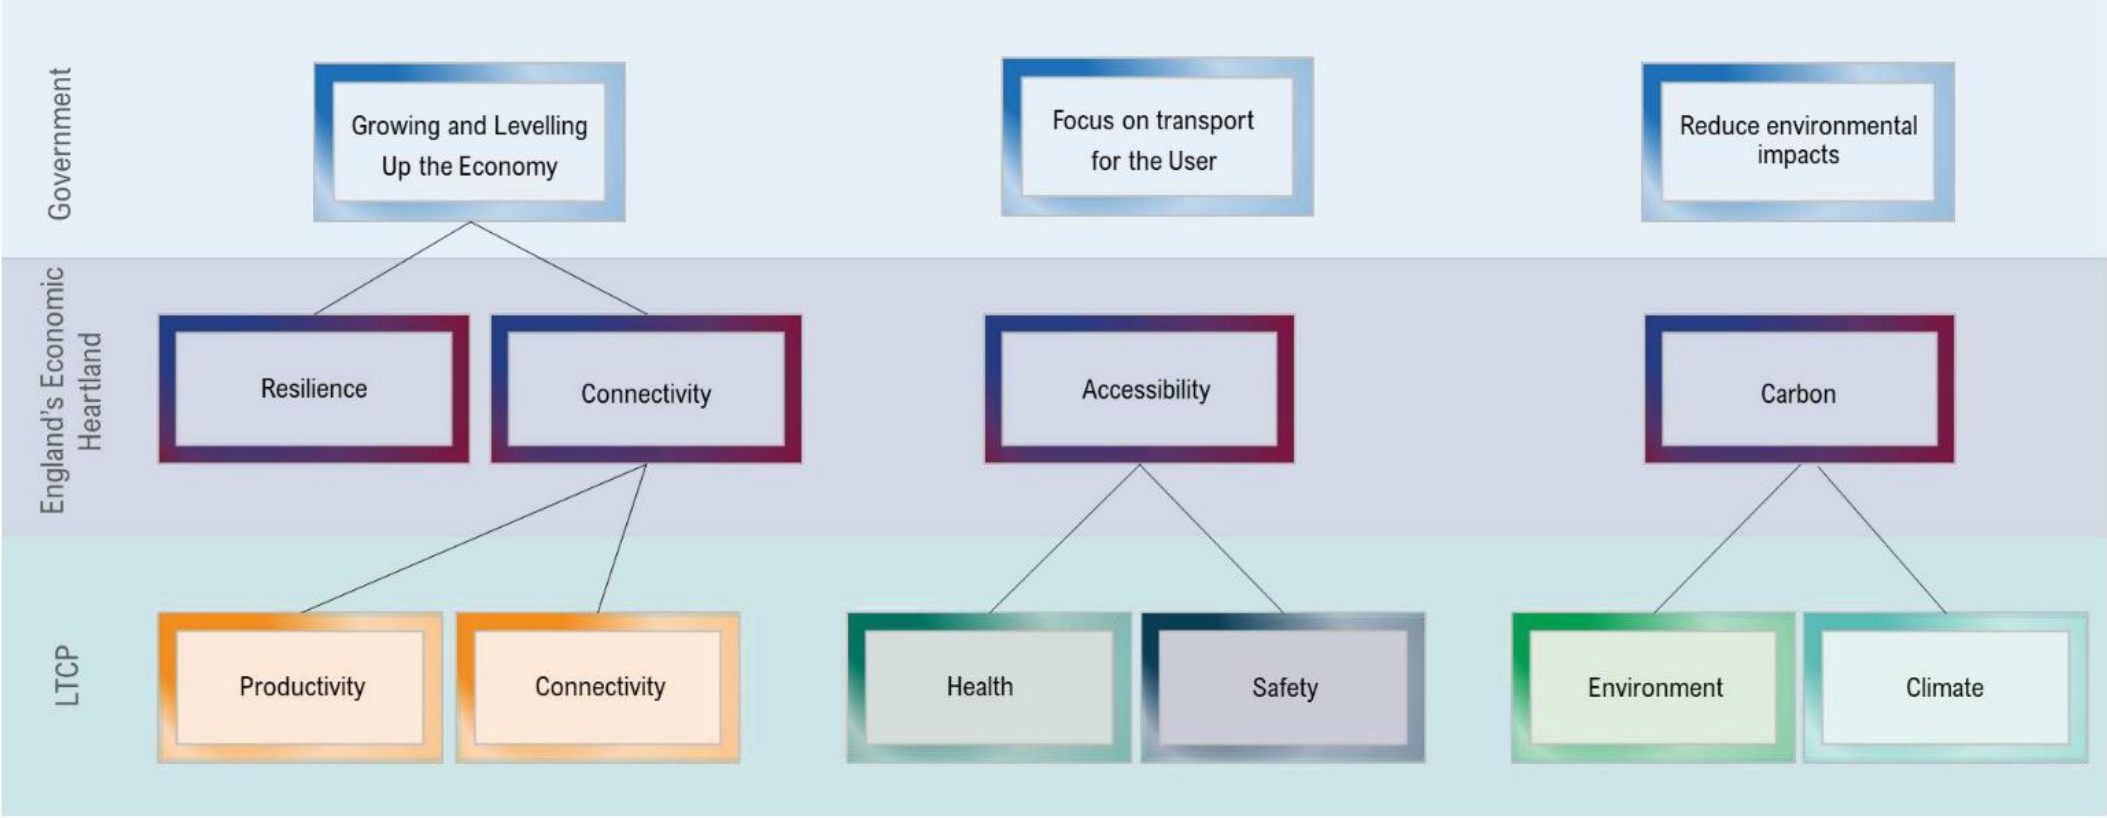 Government
Growing and Levelling
Up the Economy
Focus on transport
for the User
Reduce environmental
impacts
England's Economic
Heartland
Resilience
Connectivity
Accessibility
Carbon
LTCP
Productivity
Connectivity
Health
Safety
Environment
Climate